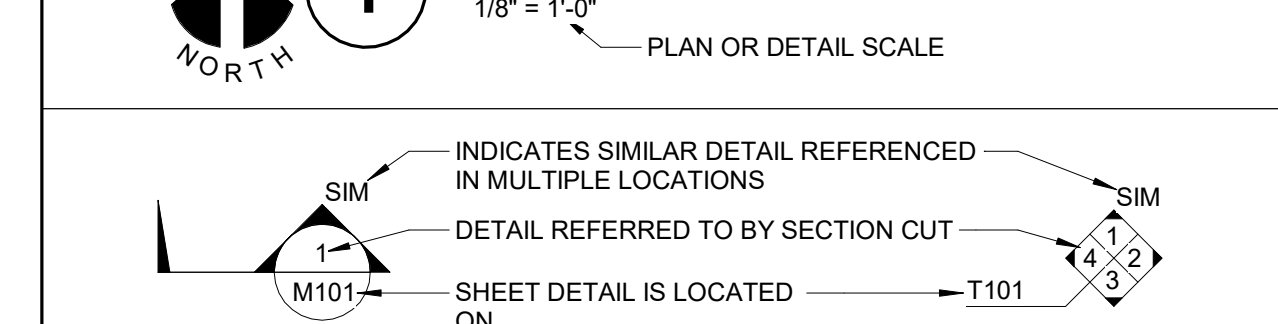 1/8" = 1'-0"
NORTH
PLAN OR DETAIL SCALE
INDICATES SIMILAR DETAIL REFERENCED
IN MULTIPLE LOCATIONS
SIM
SIM
DETAIL REFERRED TO BY SECTION CUT
1
1
4
2
3
M101
SHEET DETAIL IS LOCATED
ON
T101